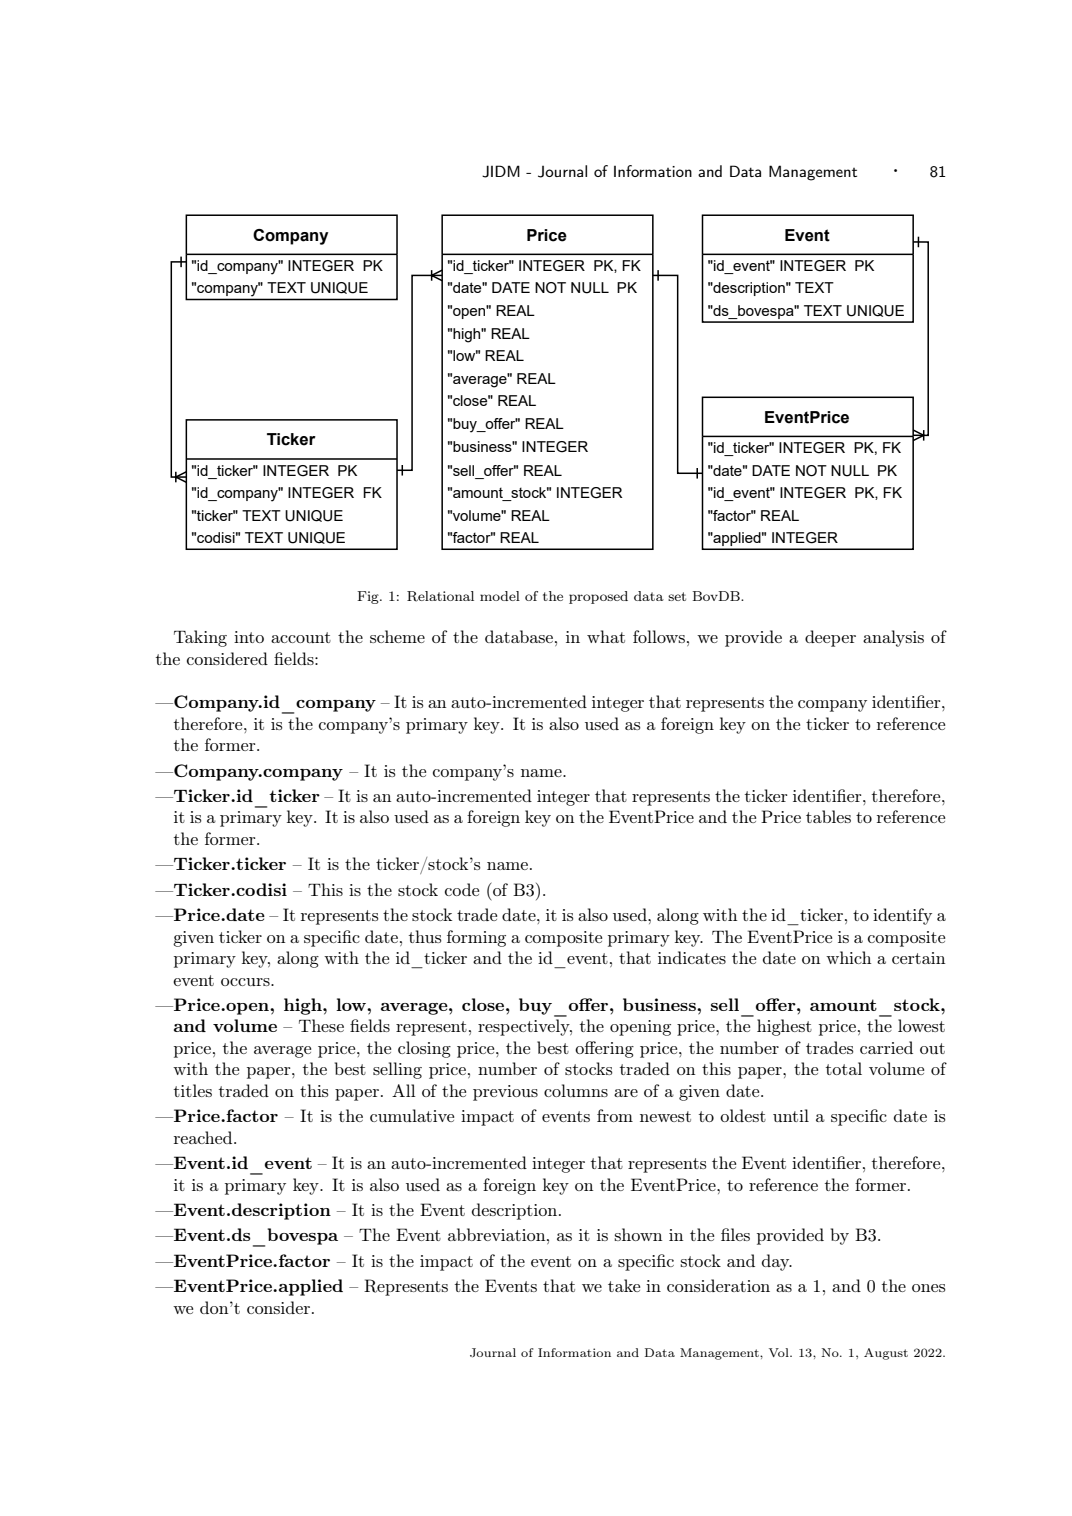 JIDM - Journal of Information and Data Management · 81
Company
"id_company" INTEGER PK
"company" TEXT UNIQUE
Ticker
"id_ticker" INTEGER PK
"id_company" INTEGER FK
"ticker" TEXT UNIQUE
"codisi" TEXT UNIQUE
Price
"id_ticker" INTEGER PK, FK
"date" DATE NOT NULL PK
"open" REAL
"high" REAL
"low" REAL
"average" REAL
"close" REAL
"buy_offer" REAL
"business" INTEGER
"sell_offer" REAL
"amount_stock" INTEGER
"volume" REAL
"factor" REAL
Event
"id_event" INTEGER PK
"description" TEXT
"ds_bovespa" TEXT UNIQUE
EventPrice
"id_ticker" INTEGER PK, FK
"date" DATE NOT NULL PK
"id_event" INTEGER PK, FK
"factor" REAL
"applied" INTEGER
Fig. 1: Relational model of the proposed data set BovDB.
Taking into account the scheme of the database, in what follows, we provide a deeper analysis of
the considered fields:
—Company.id_company – It is an auto-incremented integer that represents the company identifier,
therefore, it is the company's primary key. It is also used as a foreign key on the ticker to reference
the former.
—Company.company – It is the company's name.
—Ticker.id_ticker – It is an auto-incremented integer that represents the ticker identifier, therefore,
it is a primary key. It is also used as a foreign key on the EventPrice and the Price tables to reference
the former.
—Ticker.ticker – It is the ticker/stock's name.
—Ticker.codisi – This is the stock code (of B3).
—Price.date – It represents the stock trade date, it is also used, along with the id_ticker, to identify a
given ticker on a specific date, thus forming a composite primary key. The EventPrice is a composite
primary key, along with the id_ticker and the id_event, that indicates the date on which a certain
event occurs.
—Price.open, high, low, average, close, buy_offer, business, sell_offer, amount_stock,
and volume – These fields represent, respectively, the opening price, the highest price, the lowest
price, the average price, the closing price, the best offering price, the number of trades carried out
with the paper, the best selling price, number of stocks traded on this paper, the total volume of
titles traded on this paper. All of the previous columns are of a given date.
—Price.factor – It is the cumulative impact of events from newest to oldest until a specific date is
reached.
—Event.id_event – It is an auto-incremented integer that represents the Event identifier, therefore,
it is a primary key. It is also used as a foreign key on the EventPrice, to reference the former.
—Event.description – It is the Event description.
—Event.ds_bovespa – The Event abbreviation, as it is shown in the files provided by B3.
—EventPrice.factor – It is the impact of the event on a specific stock and day.
—EventPrice.applied – Represents the Events that we take in consideration as a 1, and 0 the ones
we don't consider.
Journal of Information and Data Management, Vol. 13, No. 1, August 2022.